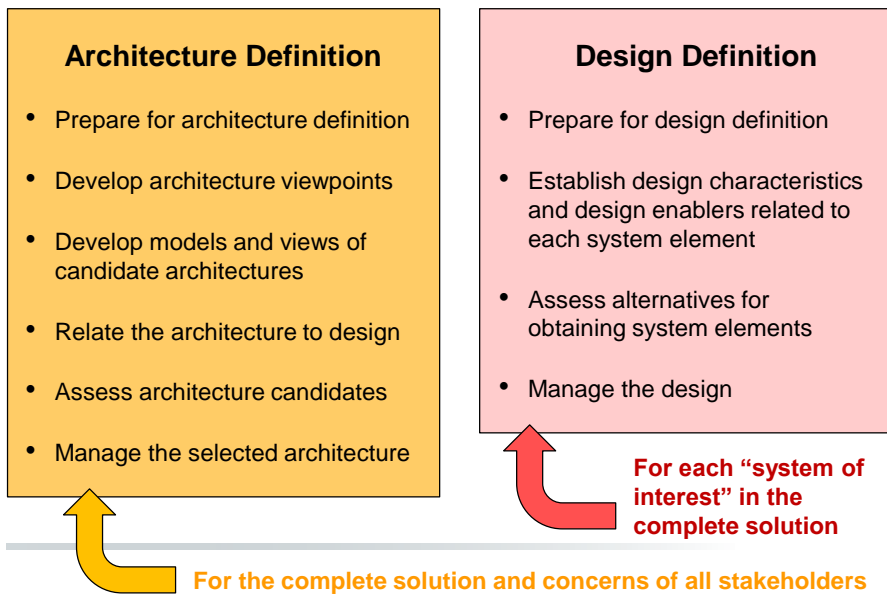 Architecture Definition
• Prepare for architecture definition
• Develop architecture viewpoints
• Develop models and views of
candidate architectures
• Relate the architecture to design
• Assess architecture candidates
• Manage the selected architecture
Design Definition
• Prepare for design definition
• Establish design characteristics
and design enablers related to
each system element
• Assess alternatives for
obtaining system elements
• Manage the design
For each “system of
interest” in the
complete solution
For the complete solution and concerns of all stakeholders